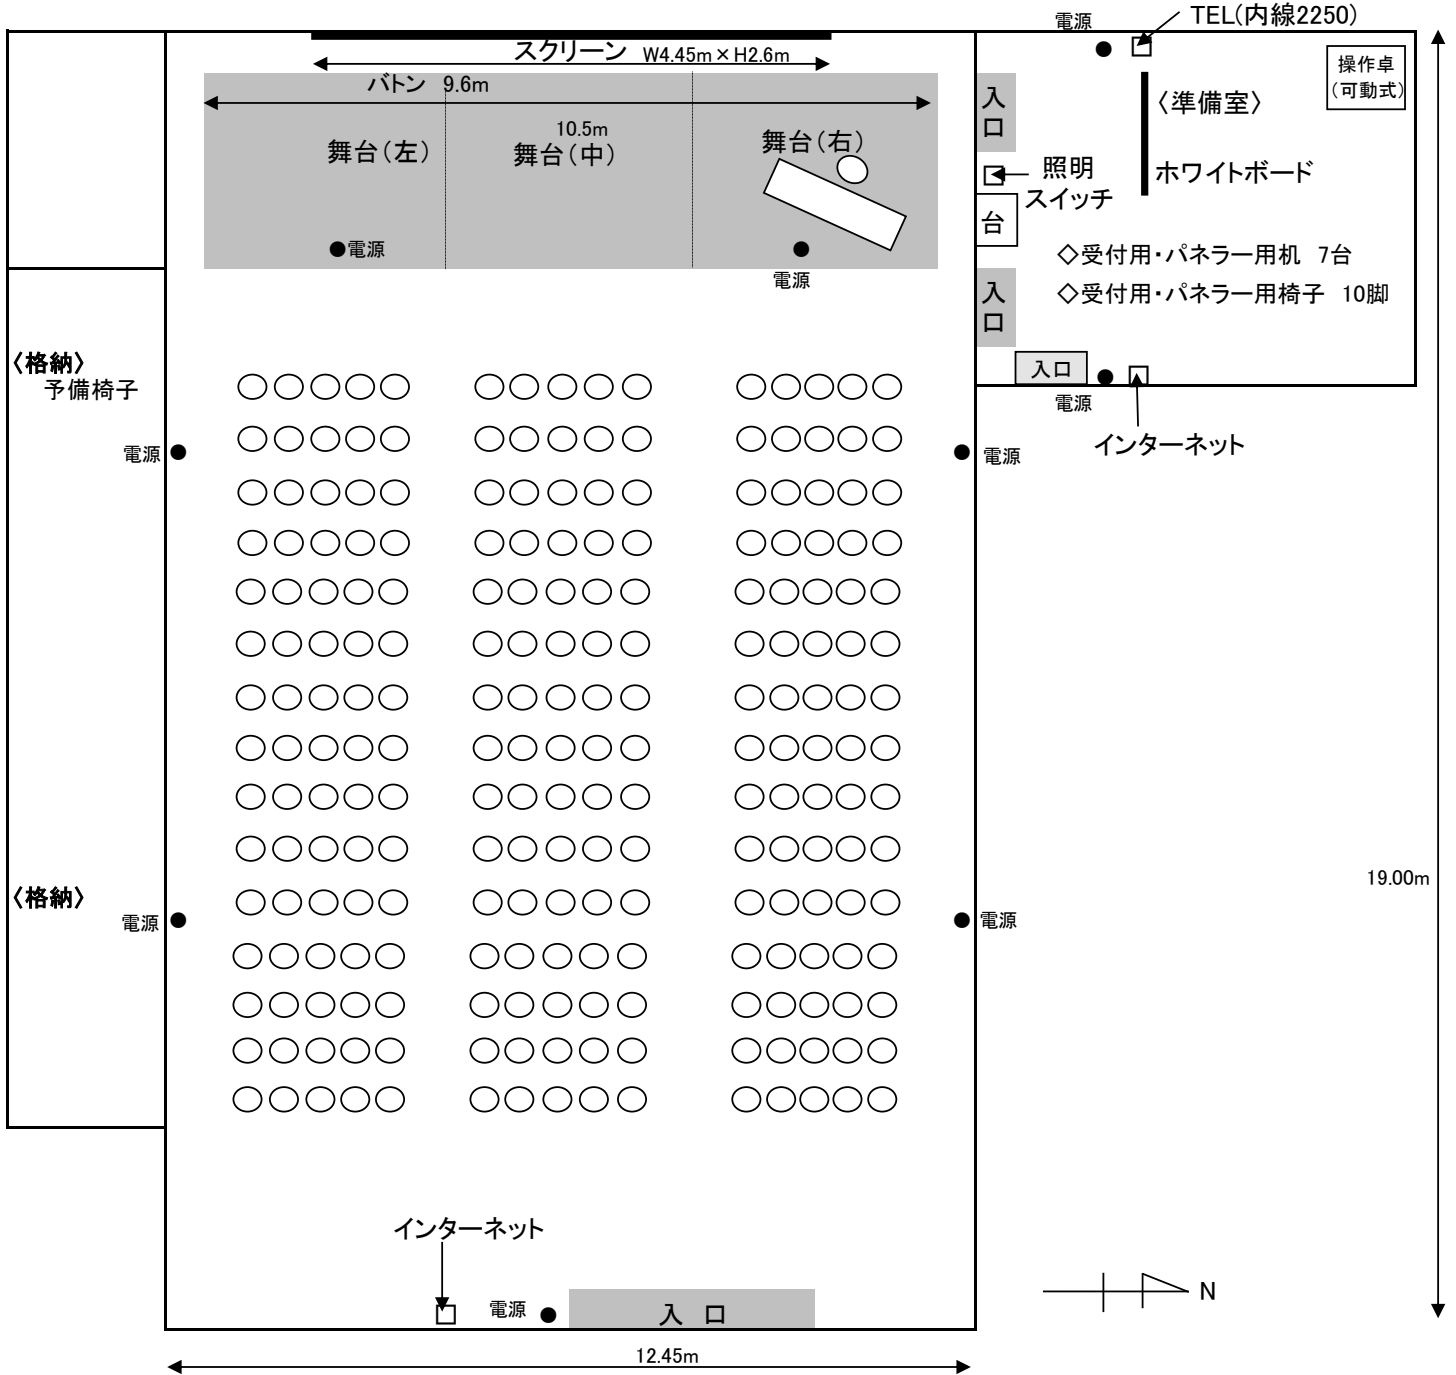 電源
TEL(内線2250)
スクリーン W4.45m×H2.6m
バトン 9.6m
10.5m
舞台(左)
舞台(中)
舞台(右)
入
口
操作卓
(可動式)
〈準備室〉
照明
スイッチ
ホワイトボード
台
●電源
電源
◇受付用・パネラー用机 7台
◇受付用・パネラー用椅子 10脚
入
口
入口
電源
インターネット
〈格納〉
予備椅子
電源
電源
〈格納〉
電源
電源
19.00m
インターネット
電源
入 口
N
12.45m